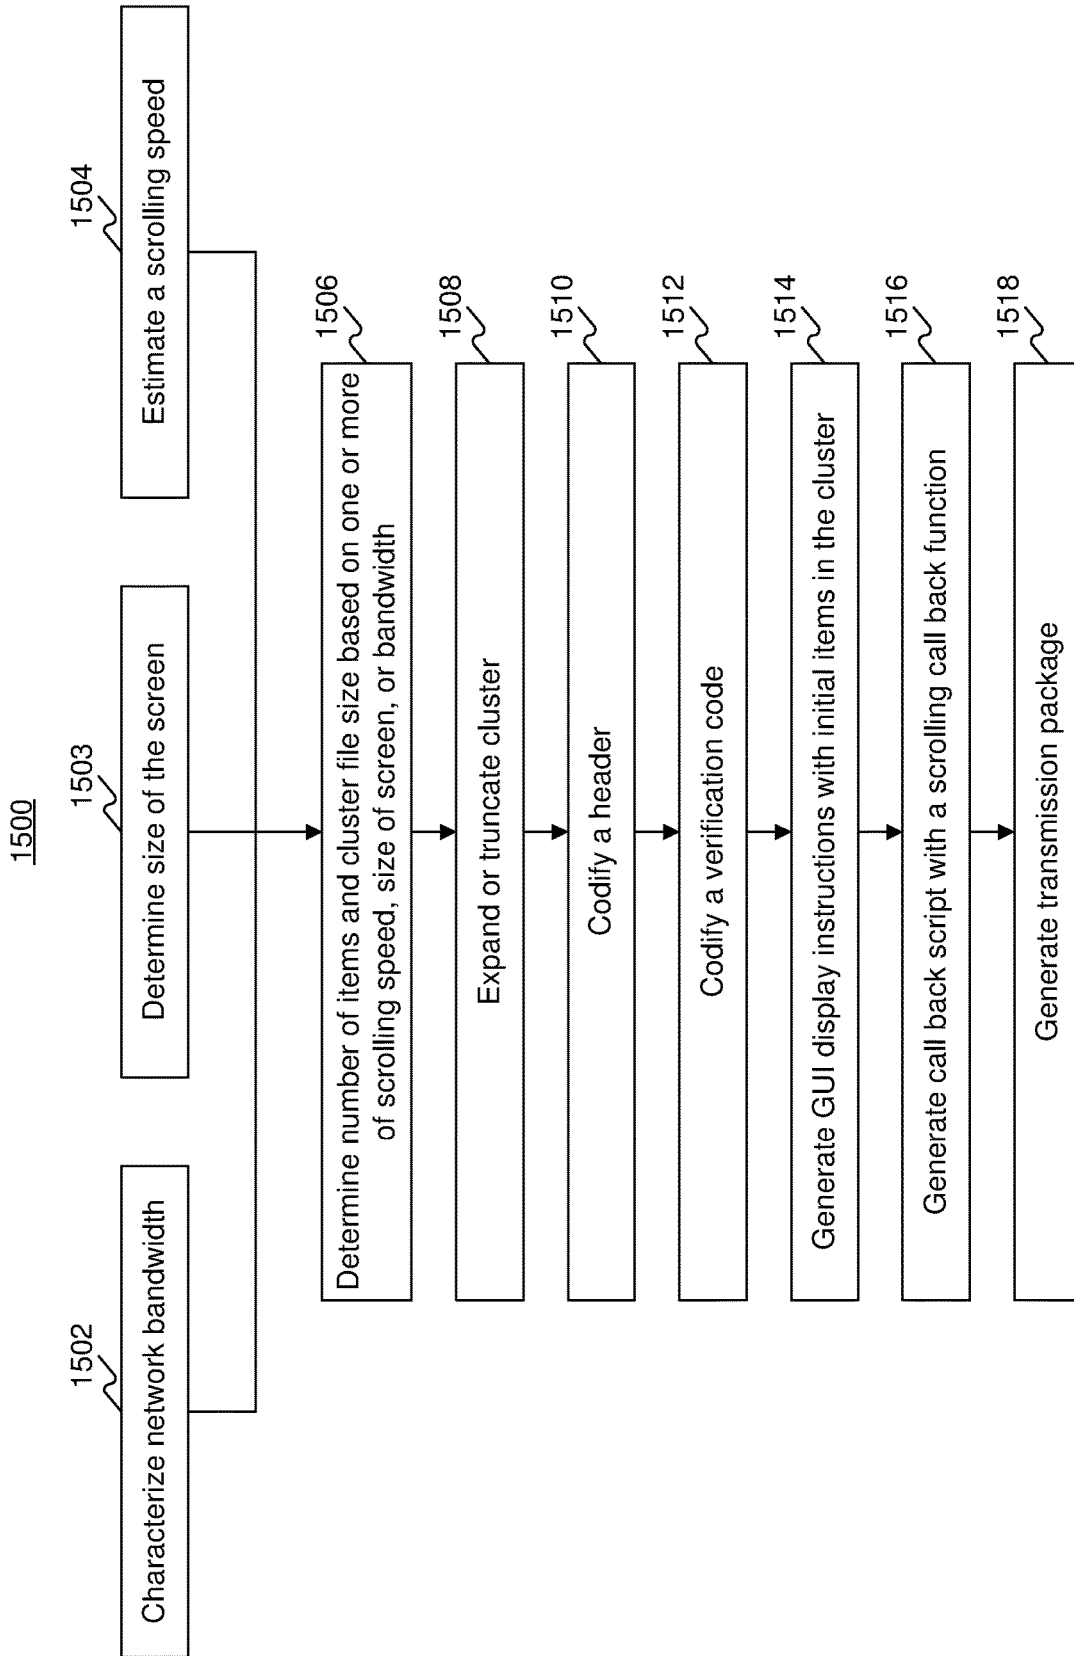 1500
1502
Characterize network bandwidth
1503
Determine size of the screen
1504
Estimate a scrolling speed
1506
Determine number of items and cluster file size based on one or more
of scrolling speed, size of screen, or bandwidth
1508
Expand or truncate cluster
1510
Codify a header
1512
Codify a verification code
1514
Generate GUI display instructions with initial items in the cluster
1516
Generate call back script with a scrolling call back function
1518
Generate transmission package